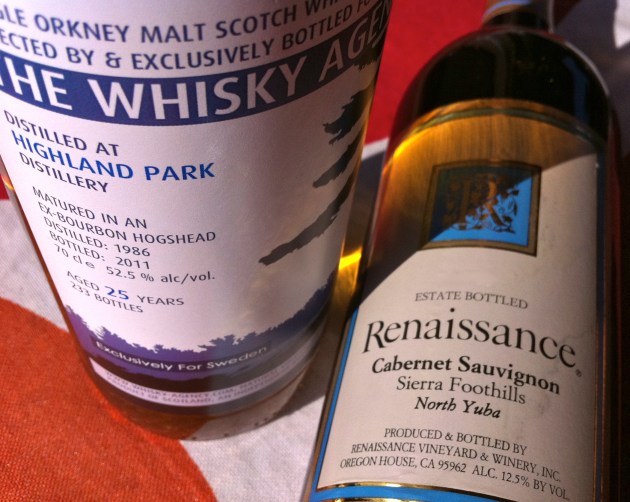 GLE ORKNEY MALT SCOTCH WHIS
ECTED BY & EXCLUSIVELY BOTTLED FO
THE WHISKY AGEN
DISTILLED AT
HIGHLAND PARK
DISTILLERY
MATURED IN AN
EX-BOURBON HOGSHEAD
DISTILLED: 1986
BOTTLED: 2011
70 cl e 52.5 % alc/vol.
AGED 25 YEARS
233 BOTTLES
Exclusively For Sweden
R
ESTATE BOTTLED
Renaissance®
Cabernet Sauvignon
Sierra Foothills
North Yuba
PRODUCED & BOTTLED BY
RENAISSANCE VINEYARD & WINERY, INC.
OREGON HOUSE, CA 95962 ALC. 12.5% BY VOL